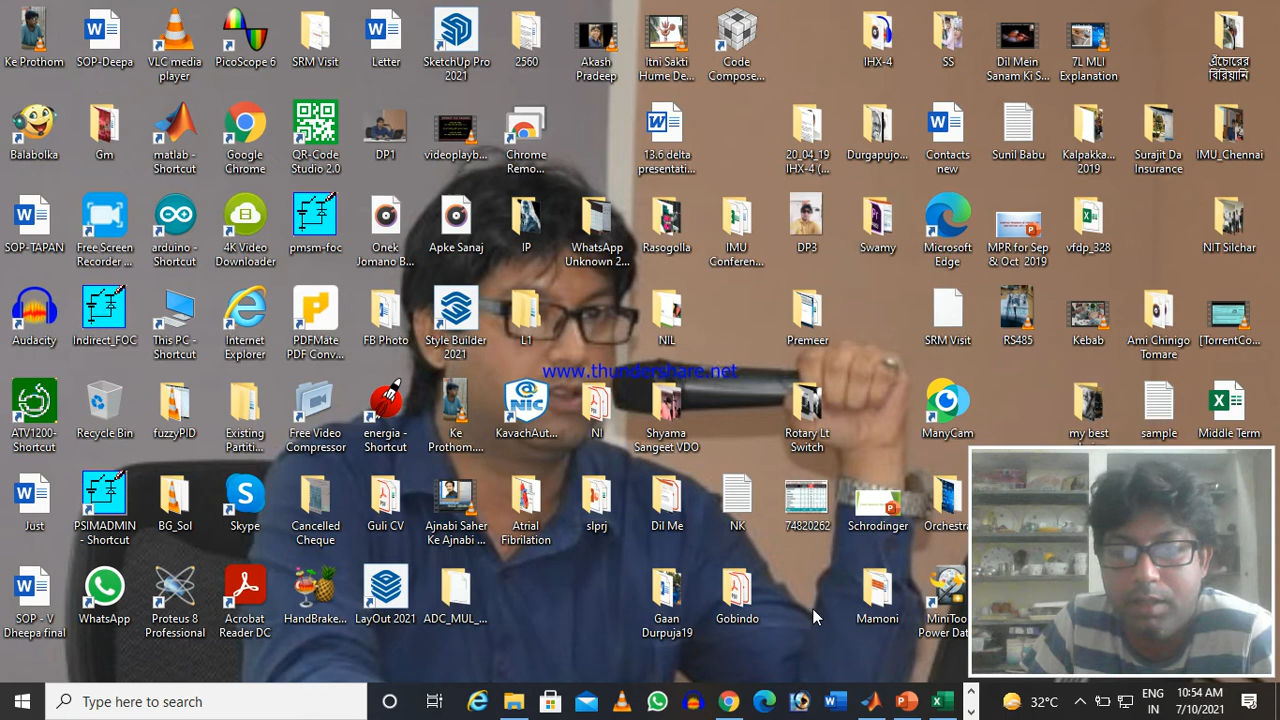 Ke Prothom
SOP-Deepa
VLC media
player
PicoScope 6
SRM Visit
Letter
SketchUp Pro
2021
2560
Akash
Pradeep
Itni Sakti
Hume De...
Code
Compose...
IHX-4
SS
Dil Mein
Sanam Ki S...
7L MLI
Explanation
এঁচোরের
বিরিয়ানি
Balabolka
Gm
matlab -
Shortcut
Google
Chrome
QR-Code
Studio 2.0
DP1
videoplayb...
Chrome
Remo...
13.6 delta
presentati...
20_04_19
IHX-4 (...
Durgapujo...
Contacts
new
Sunil Babu
Kalpakka...
2019
Surajit Da
Insurance
IMU_Chennai
SOP-TAPAN
Free Screen
Recorder ...
arduino -
Shortcut
4K Video
Downloader
pmsm-foc
Onek
Jomano B...
Apke Sanaj
IP
WhatsApp
Unknown 2...
Rasogolla
IMU
Conferen...
DP3
Swamy
Microsoft
Edge
MPR for Sep
& Oct 2019
vfdp_328
NIT Silchar
Audacity
Indirect_FOC
This PC -
Shortcut
Internet
Explorer
PDFMate
PDF Conv...
FB Photo
Style Builder
2021
L1
NIL
Premeer
SRM Visit
RS485
Kebab
Ami Chinigo
Tomare
[TorrentCo...
www.thundershare.net
ATV1200-
Shortcut
Recycle Bin
fuzzyPID
Existing
Partiti...
Free Video
Compressor
energia -
Shortcut
Ke
Prothom...
KavachAut...
NI
Shyama
Sangeet VDO
Rotary Lt
Switch
ManyCam
my best
sample
Middle Term
Just
PSIMADMIN
- Shortcut
BG_Sol
Skype
Cancelled
Cheque
Guli CV
Ajnabi Saher
Ke Ajnabi ...
Atrial
Fibrilation
slprj
Dil Me
NK
74820262
Schrodinger
Orchestra
SOP - V
Dheepa final
WhatsApp
Proteus 8
Professional
Acrobat
Reader DC
HandBrake
LayOut 2021
ADC_MUL_...
Gaan
Durpuja19
Gobindo
Mamoni
MiniToo
Power Dat
Type here to search
32°C
ENG
IN
10:54 AM
7/10/2021